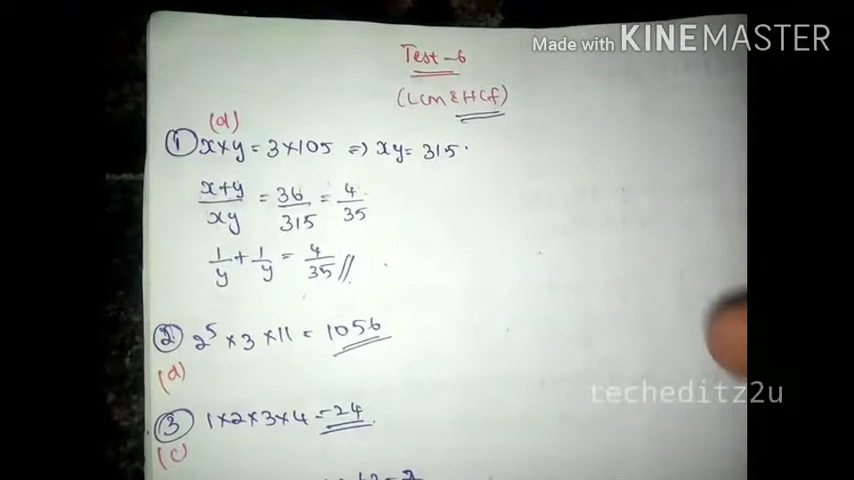 Made with KINEMASTER
Test-6
(LCM & HCf)
(d)
① x×y = 3×105 => xy = 315.
x+y/xy = 36/315 = 4/35
1/y + 1/y = 4/35 //
② 2⁵ × 3 × 11 = 1056
(d)
techeditz2u
③ 1×2×3×4 = 24
(c)